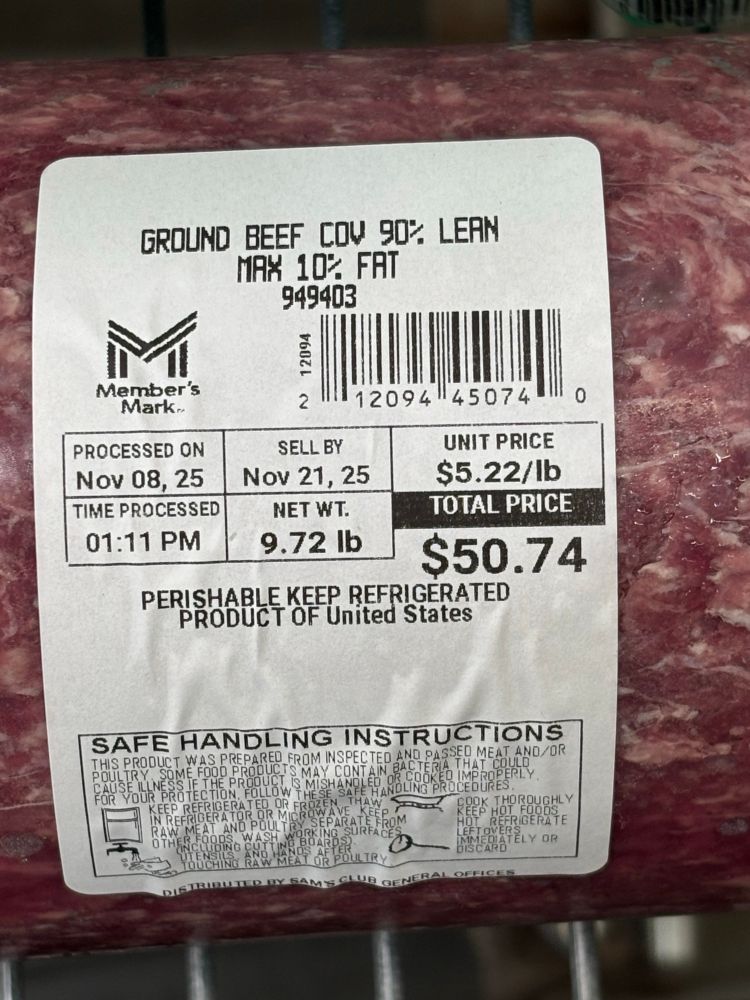 GROUND BEEF COV 90% LEAN
MAX 10% FAT
949403
Member's
Mark™
12094
2 12094 45074 0
PROCESSED ON
Nov 08, 25
SELL BY
Nov 21, 25
UNIT PRICE
$5.22/lb
TIME PROCESSED
01:11 PM
NET WT.
9.72 lb
TOTAL PRICE
$50.74
PERISHABLE KEEP REFRIGERATED
PRODUCT OF United States
SAFE HANDLING INSTRUCTIONS
THIS PRODUCT WAS PREPARED FROM INSPECTED AND PASSED MEAT AND/OR
POULTRY. SOME FOOD PRODUCTS MAY CONTAIN BACTERIA THAT COULD
CAUSE ILLNESS IF THE PRODUCT IS MISHANDLED OR COOKED IMPROPERLY.
FOR YOUR PROTECTION, FOLLOW THESE SAFE HANDLING PROCEDURES.
KEEP REFRIGERATED OR FROZEN. THAW
IN REFRIGERATOR OR MICROWAVE. KEEP
RAW MEAT AND POULTRY SEPARATE FROM
OTHER FOODS. WASH WORKING SURFACES
(INCLUDING CUTTING BOARDS)
UTENSILS, AND HANDS AFTER
TOUCHING RAW MEAT OR POULTRY
COOK THOROUGHLY
KEEP HOT FOODS
HOT. REFRIGERATE
LEFTOVERS
IMMEDIATELY OR
DISCARD
DISTRIBUTED BY SAM'S CLUB GENERAL OFFICES